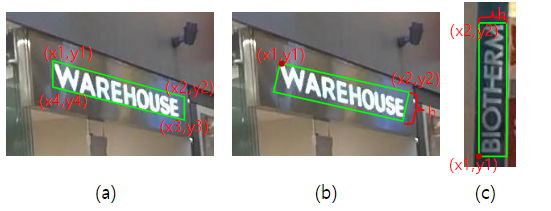 (x1,y1)
WAREHOUSE
(x2,y2)
(x4,y4)
(x3,y3)
(a)
(x1,y1)
WAREHOUSE
(x2,y2)
h
(b)
h
(x2,y2)
BIOTHERM
(x1,y1)
(c)